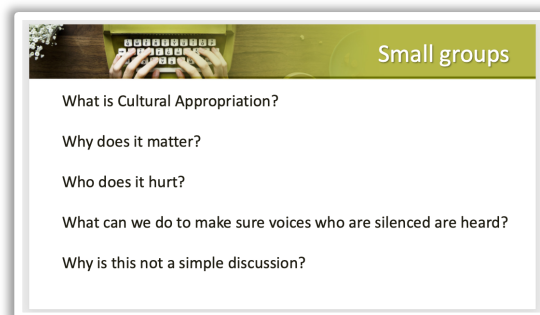 Small groups
What is Cultural Appropriation?
Why does it matter?
Who does it hurt?
What can we do to make sure voices who are silenced are heard?
Why is this not a simple discussion?